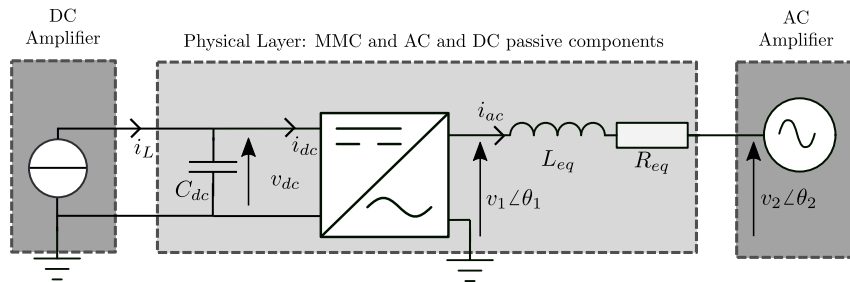 DC
Amplifier
Physical Layer: MMC and AC and DC passive components
AC
Amplifier
i_L
C_dc
v_dc
i_dc
i_ac
v_1∠θ_1
L_eq
R_eq
v_2∠θ_2